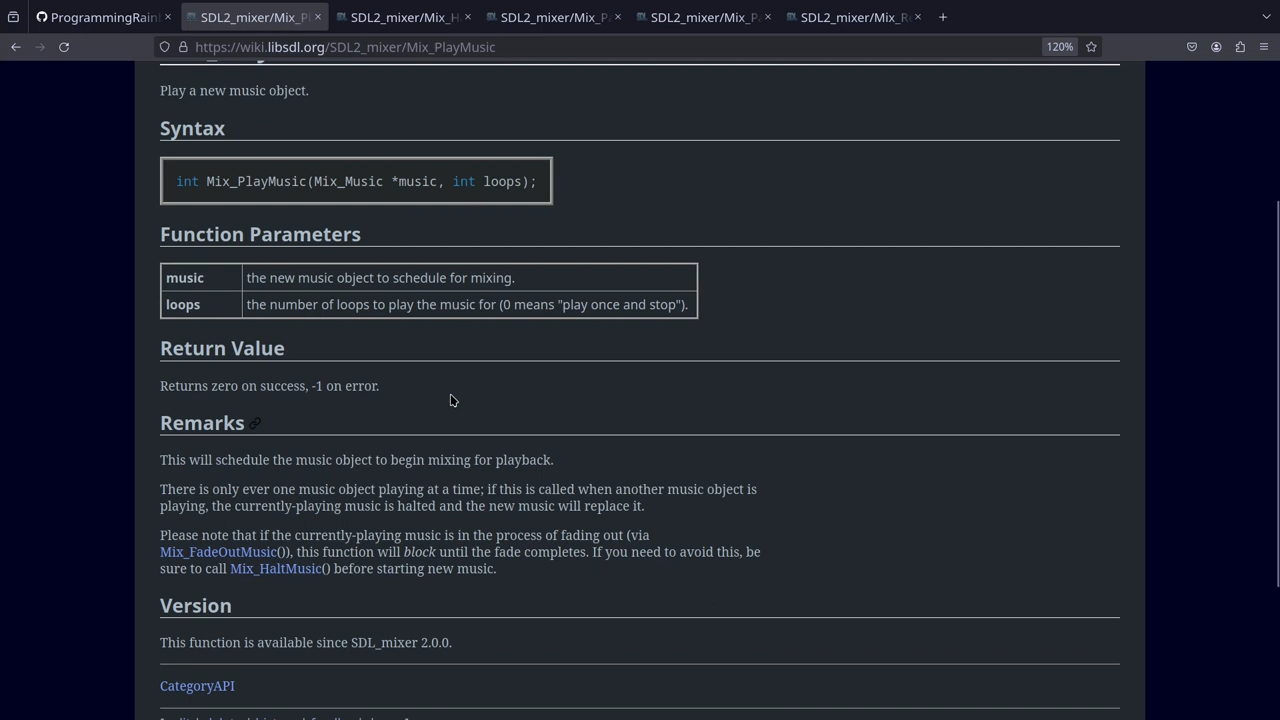 ProgrammingRain
SDL2_mixer/Mix_Pl
SDL2_mixer/Mix_H
SDL2_mixer/Mix_Pa
SDL2_mixer/Mix_Pa
SDL2_mixer/Mix_Re
https://wiki.libsdl.org/SDL2_mixer/Mix_PlayMusic
120%
Play a new music object.
Syntax
int Mix_PlayMusic(Mix_Music *music, int loops);
Function Parameters
music the new music object to schedule for mixing.
loops the number of loops to play the music for (0 means "play once and stop").
Return Value
Returns zero on success, -1 on error.
Remarks
This will schedule the music object to begin mixing for playback.
There is only ever one music object playing at a time; if this is called when another music object is
playing, the currently-playing music is halted and the new music will replace it.
Please note that if the currently-playing music is in the process of fading out (via
Mix_FadeOutMusic()), this function will block until the fade completes. If you need to avoid this, be
sure to call Mix_HaltMusic() before starting new music.
Version
This function is available since SDL_mixer 2.0.0.
CategoryAPI